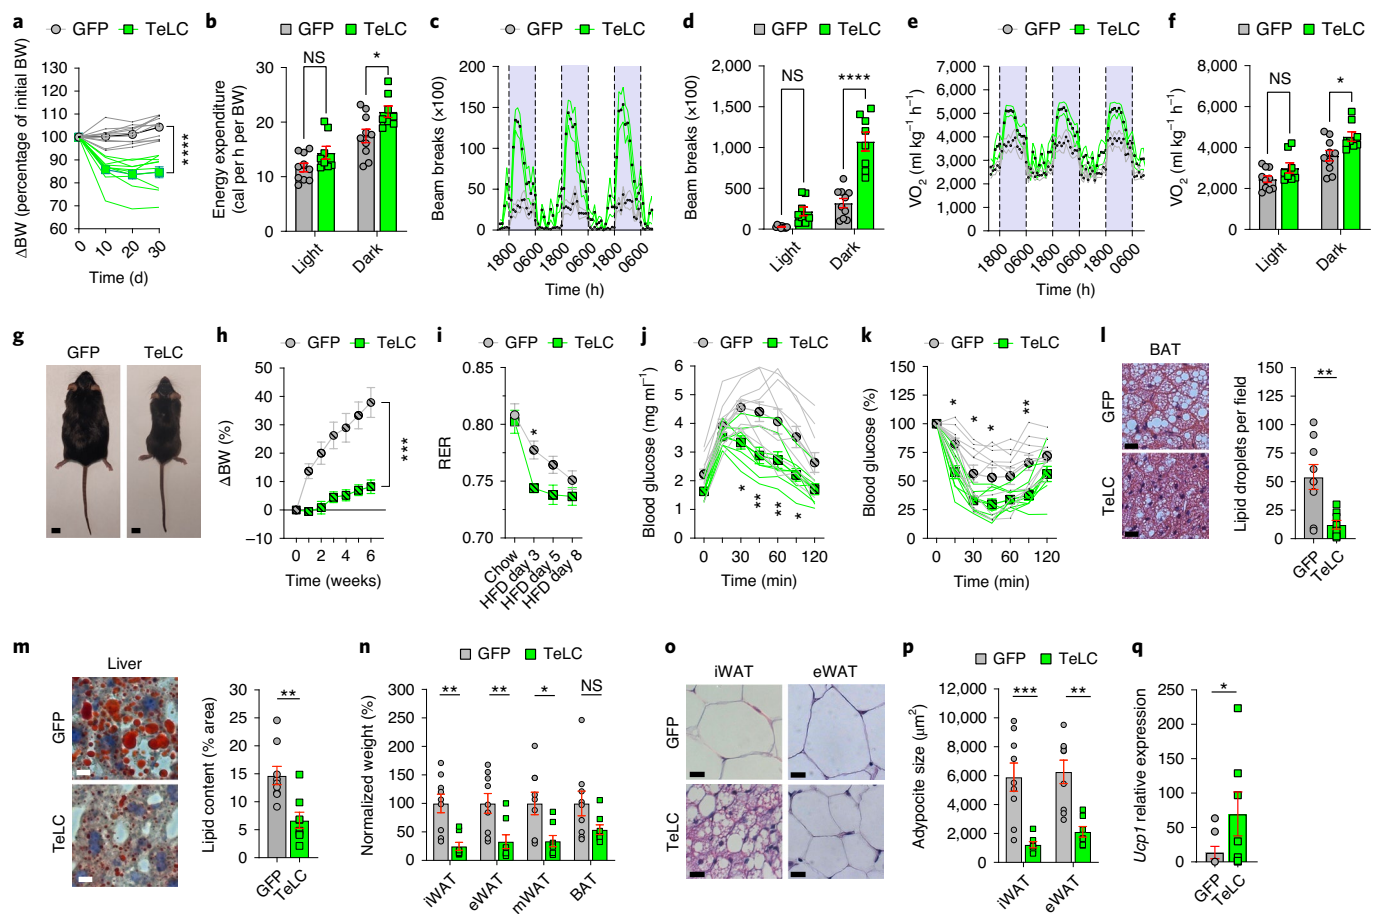 a
GFP TeLC
ΔBW (percentage of initial BW)
130
120
110
100
90
80
70
60
0 10 20 30
Time (d)
****
b
GFP TeLC
Energy expenditure
(cal per h per BW)
30
20
10
0
NS
*
Light Dark
c
GFP TeLC
Beam breaks (×100)
200
175
150
125
100
75
50
25
0
1800 0600 1800 0600 1800 0600
Time (h)
d
GFP TeLC
Beam breaks (×100)
2,000
1,500
1,000
500
0
NS
****
Light Dark
e
GFP TeLC
VO2 (ml kg−1 h−1)
7,000
6,000
5,000
4,000
3,000
2,000
1,000
0
1800 0600 1800 0600 1800 0600
Time (h)
f
GFP TeLC
VO2 (ml kg−1 h−1)
8,000
6,000
4,000
2,000
0
NS
*
Light Dark
g
GFP TeLC
h
GFP TeLC
ΔBW (%)
50
40
30
20
10
0
−10
0 2 4 6
Time (weeks)
***
i
GFP TeLC
RER
0.85
0.80
0.75
0.70
*
Chow
HFD day 3
HFD day 5
HFD day 8
j
GFP TeLC
Blood glucose (mg ml−1)
6
5
4
3
2
1
0
* ** ** *
0 30 60 120
Time (min)
k
GFP TeLC
Blood glucose (%)
150
125
100
75
50
25
0
* * * **
0 30 60 120
Time (min)
l
BAT
GFP
TeLC
Lipid droplets per field
150
125
100
75
50
25
0
**
GFP TeLC
m
Liver
GFP
TeLC
Lipid content (% area)
30
25
20
15
10
5
0
**
GFP TeLC
n
GFP TeLC
Normalized weight (%)
300
250
200
150
100
50
0
** ** * NS
iWAT eWAT mWAT BAT
o
iWAT eWAT
GFP
TeLC
p
GFP TeLC
Adypocite size (μm2)
12,000
10,000
8,000
6,000
4,000
2,000
0
*** **
iWAT eWAT
q
Ucp1 relative expression
250
200
150
100
50
0
*
GFP TeLC